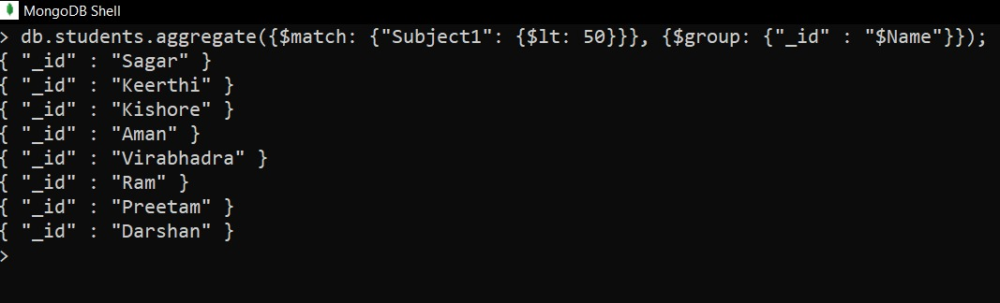 MongoDB Shell
> db.students.aggregate({$match: {"Subject1": {$lt: 50}}}, {$group: {"_id" : "$Name"}});
{ "_id" : "Sagar" }
{ "_id" : "Keerthi" }
{ "_id" : "Kishore" }
{ "_id" : "Aman" }
{ "_id" : "Virabhadra" }
{ "_id" : "Ram" }
{ "_id" : "Preetam" }
{ "_id" : "Darshan" }
>